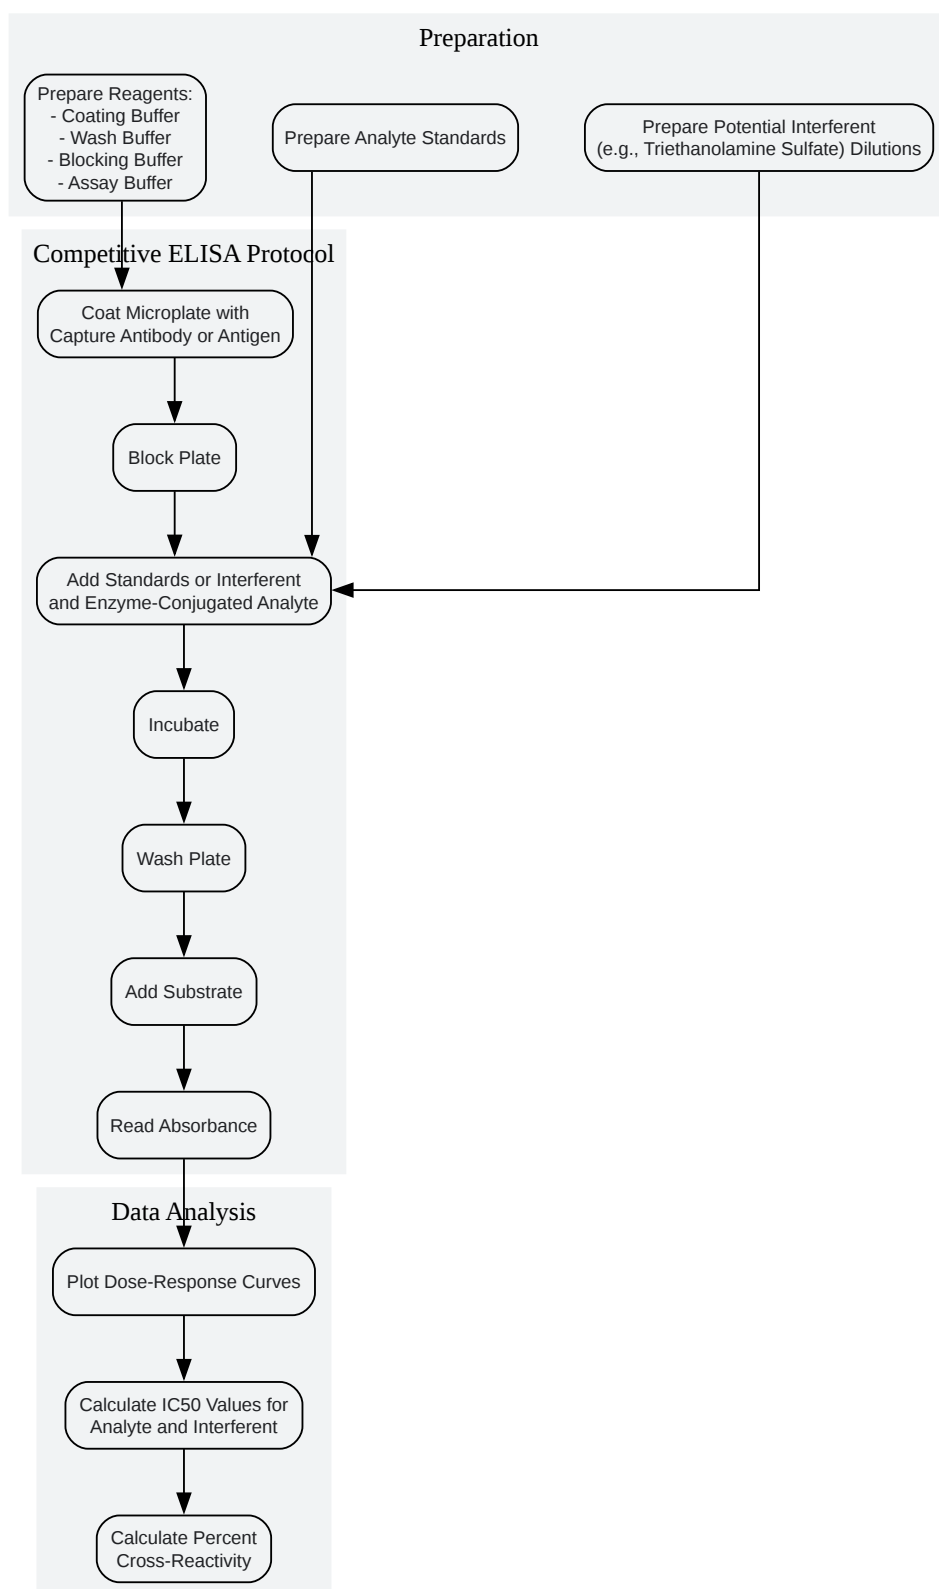 Preparation
Prepare Reagents:
- Coating Buffer
- Wash Buffer
- Blocking Buffer
- Assay Buffer
Prepare Analyte Standards
Prepare Potential Interferent
(e.g., Triethanolamine Sulfate) Dilutions
Competitive ELISA Protocol
Coat Microplate with
Capture Antibody or Antigen
Block Plate
Add Standards or Interferent
and Enzyme-Conjugated Analyte
Incubate
Wash Plate
Add Substrate
Read Absorbance
Data Analysis
Plot Dose-Response Curves
Calculate IC50 Values for
Analyte and Interferent
Calculate Percent
Cross-Reactivity